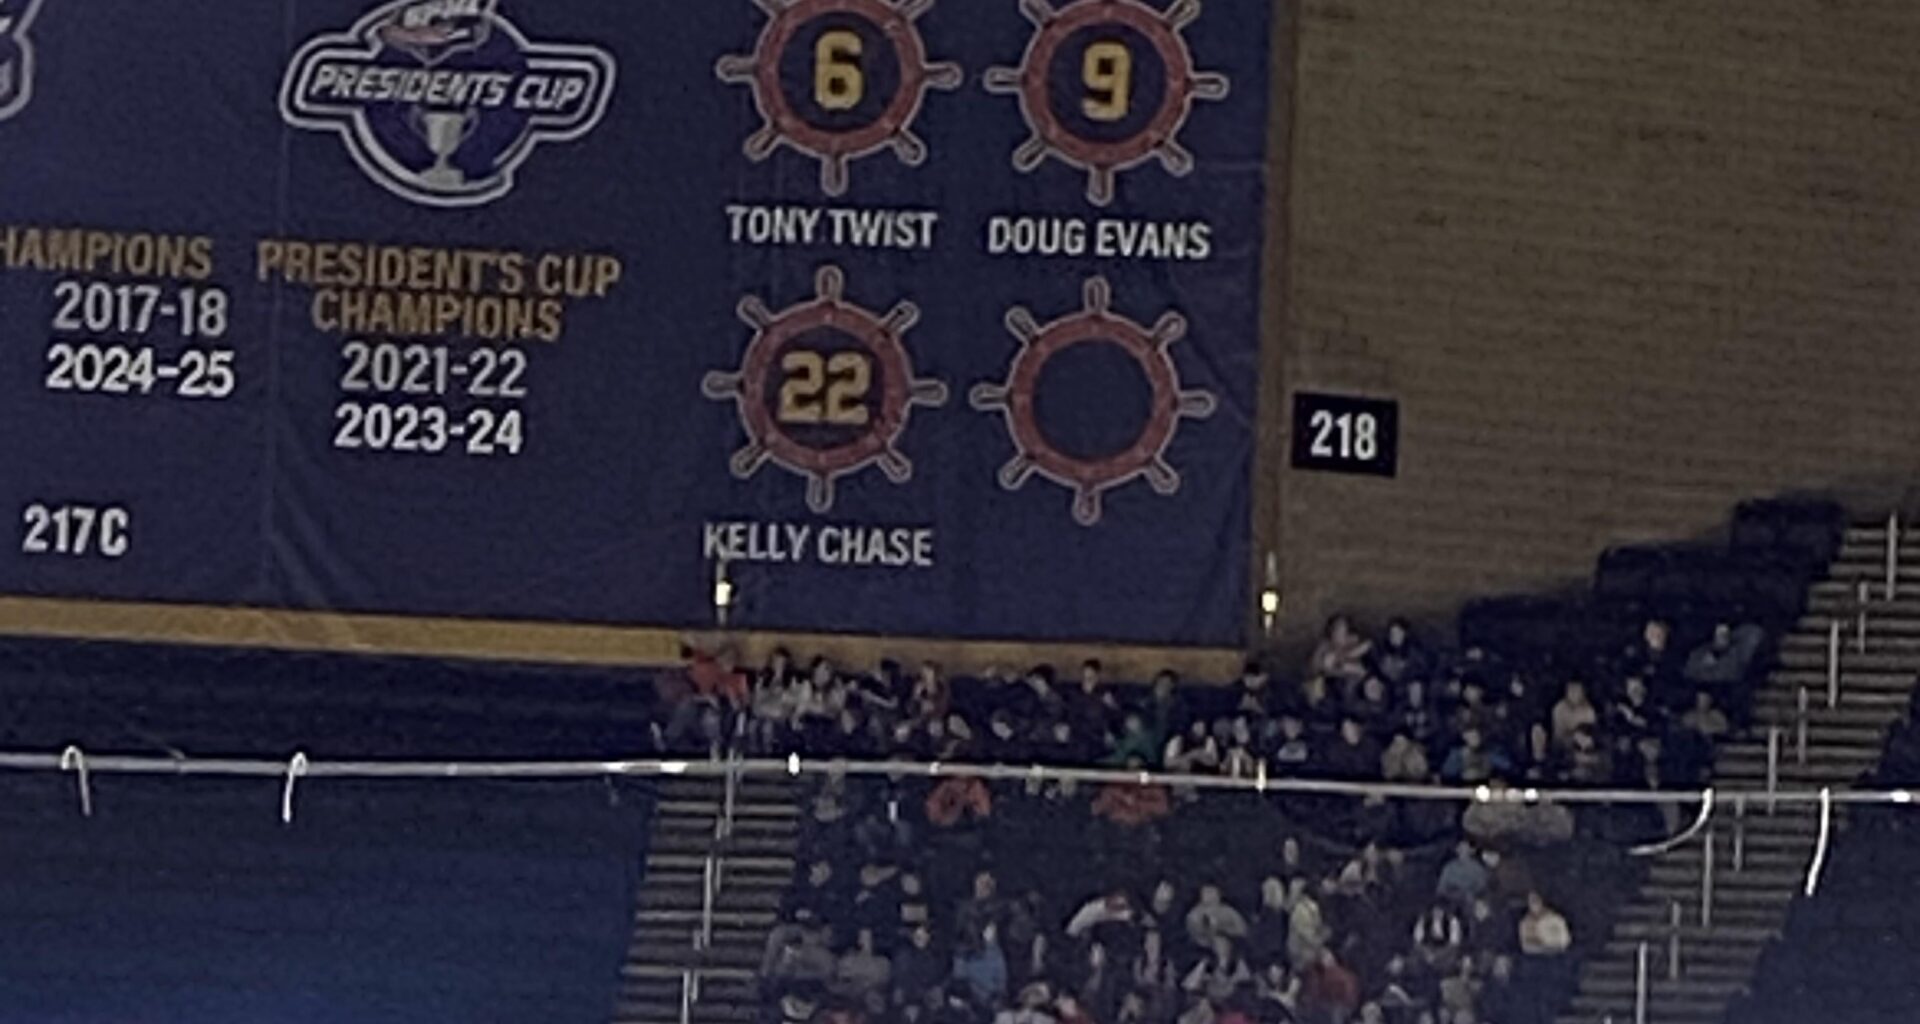 PRESIDENTS CUP
6
9
TONY TWIST
DOUG EVANS
HAMPIONS
2017-18
2024-25
PRESIDENT'S CUP
CHAMPIONS
2021-22
2023-24
22
KELLY CHASE
218
217C